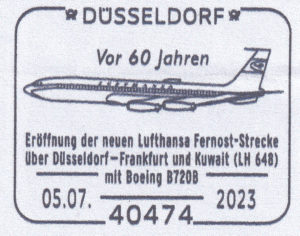 DÜSSELDORF
Vor 60 Jahren
LUFTHANSA
Eröffnung der neuen Lufthansa Fernost-Strecke
über Düsseldorf-Frankfurt und Kuwait (LH 648)
mit Boeing B720B
05.07. 2023
40474